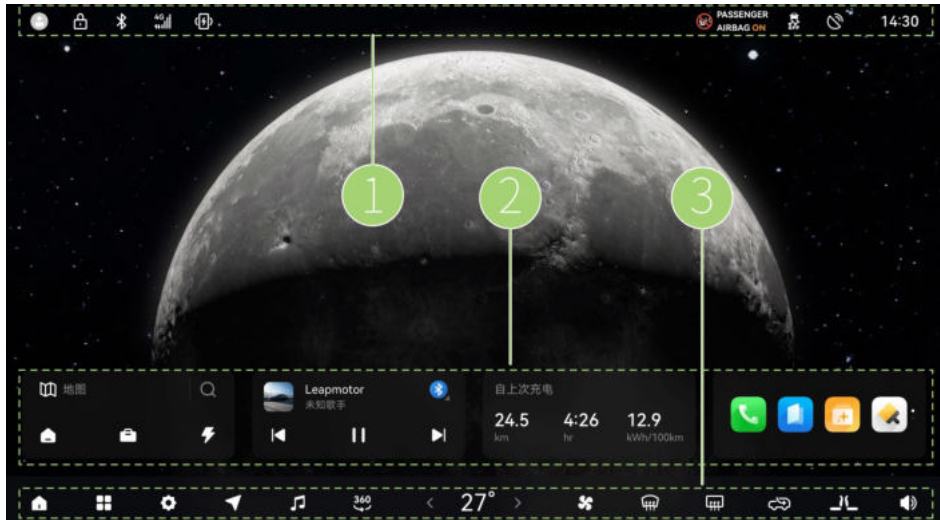 4G
PASSENGER
AIRBAG ON
14:30
1
2
3
地图
Leapmotor
未知歌手
自上次充电
24.5
4:26
12.9
km
hr
kWh/100km
360
27°